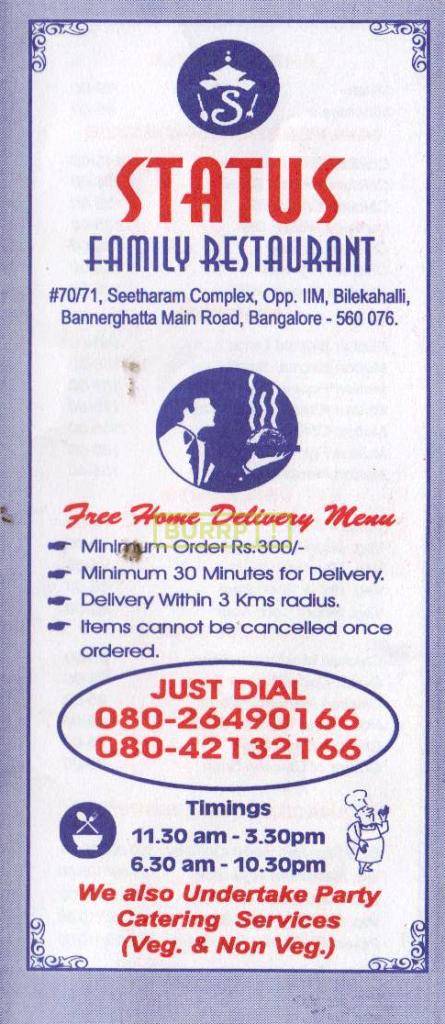 S
STATUS
FAMILY RESTAURANT
#70/71, Seetharam Complex, Opp. IIM, Bilekahalli,
Bannerghatta Main Road, Bangalore - 560 076.
Free Home Delivery Menu
BURRP!
Minimum Order Rs.300/-
Minimum 30 Minutes for Delivery.
Delivery Within 3 Kms radius.
Items cannot be cancelled once
ordered.
JUST DIAL
080-26490166
080-42132166
Timings
11.30 am - 3.30pm
6.30 am - 10.30pm
We also Undertake Party
Catering Services
(Veg. & Non Veg.)